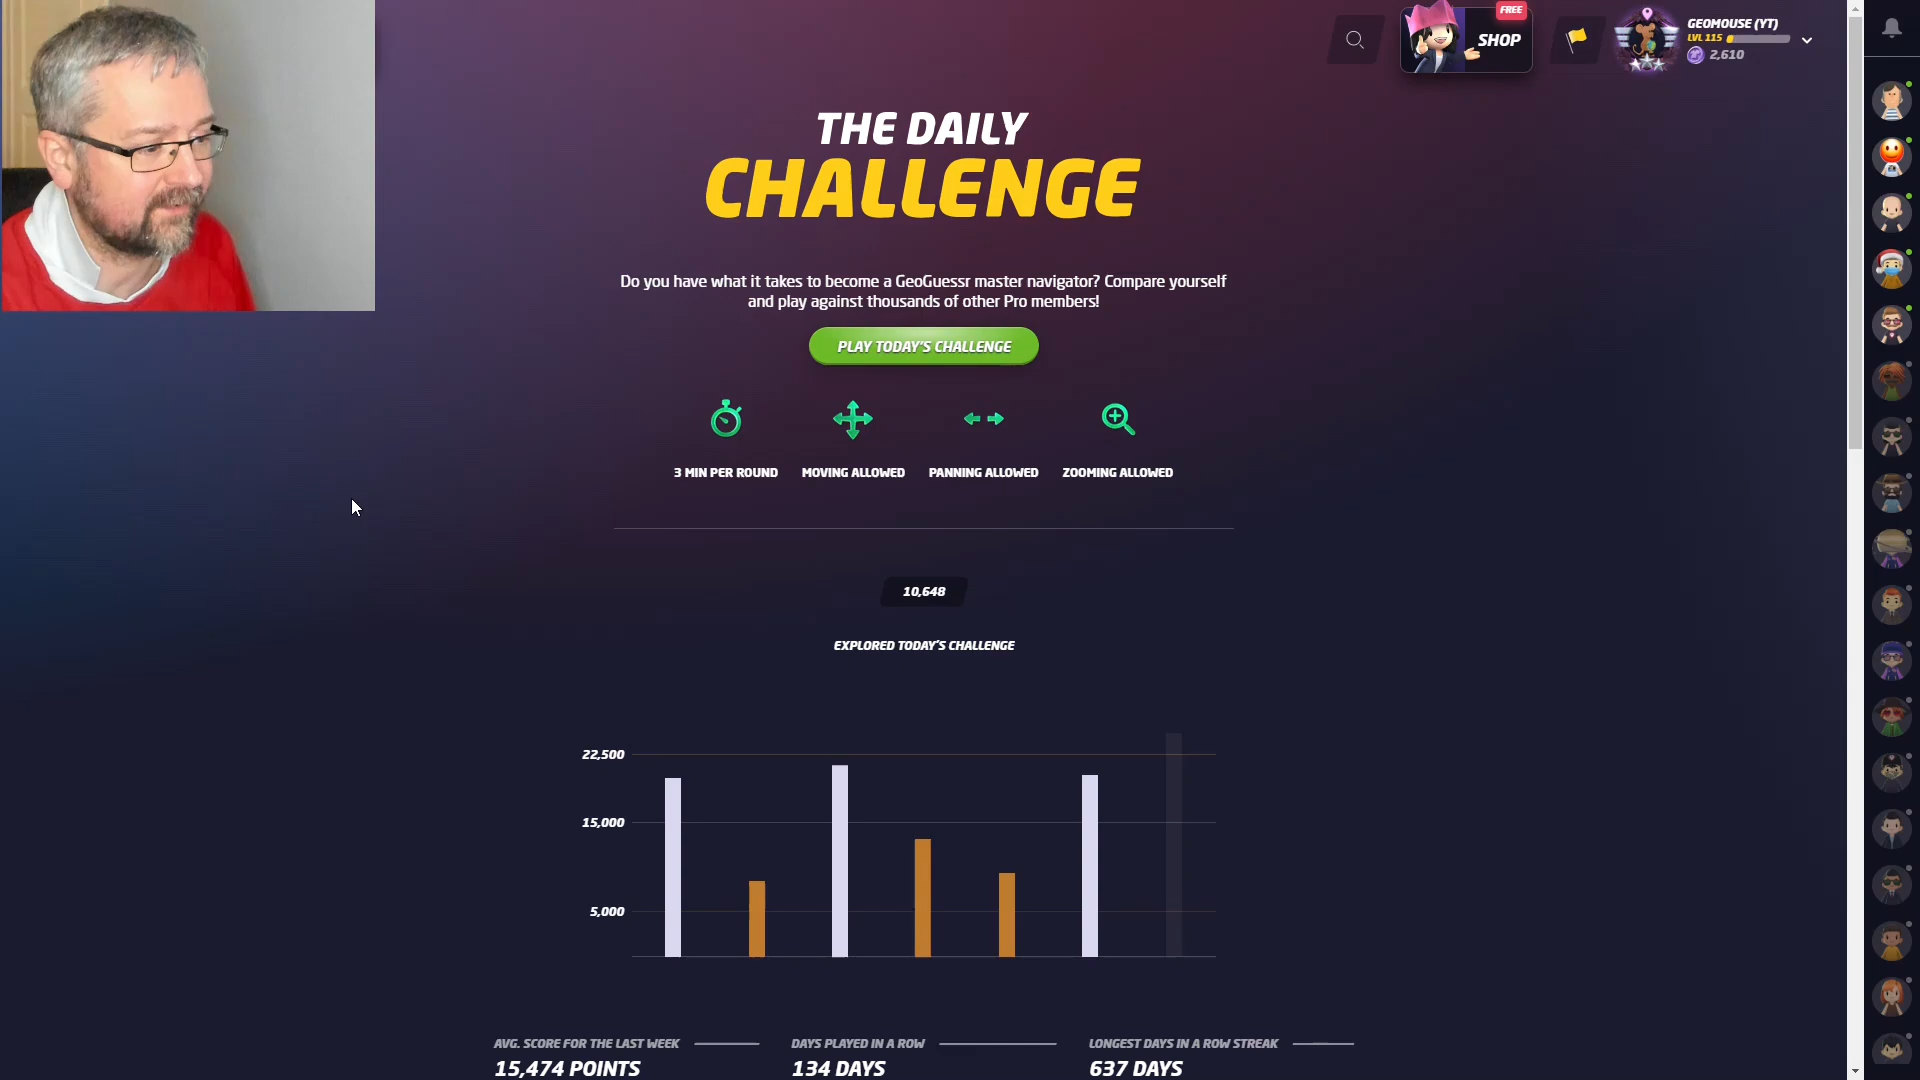 FREE
SHOP
GEOMOUSE (YT)
LVL 115
2,610
THE DAILY
CHALLENGE
Do you have what it takes to become a GeoGuessr master navigator? Compare yourself
and play against thousands of other Pro members!
PLAY TODAY'S CHALLENGE
3 MIN PER ROUND
MOVING ALLOWED
PANNING ALLOWED
ZOOMING ALLOWED
10,648
EXPLORED TODAY'S CHALLENGE
22,500
15,000
5,000
AVG. SCORE FOR THE LAST WEEK
15,474 POINTS
DAYS PLAYED IN A ROW
134 DAYS
LONGEST DAYS IN A ROW STREAK
637 DAYS